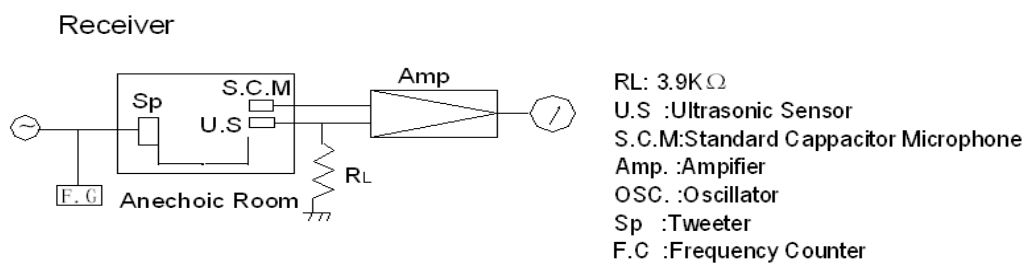 Receiver
Sp
S.C.M
U.S
Amp
F.G
RL
Anechoic Room
RL: 3.9KΩ
U.S :Ultrasonic Sensor
S.C.M:Standard Cappacitor Microphone
Amp. :Ampifier
OSC. :Oscillator
Sp :Tweeter
F.C :Frequency Counter